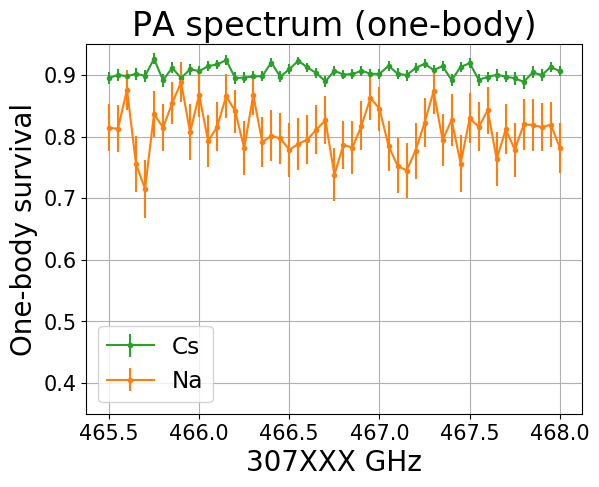 PA spectrum (one-body)
One-body survival
0.9
0.8
0.7
0.6
0.5
0.4
Cs
Na
465.5 466.0 466.5 467.0 467.5 468.0
307XXX GHz